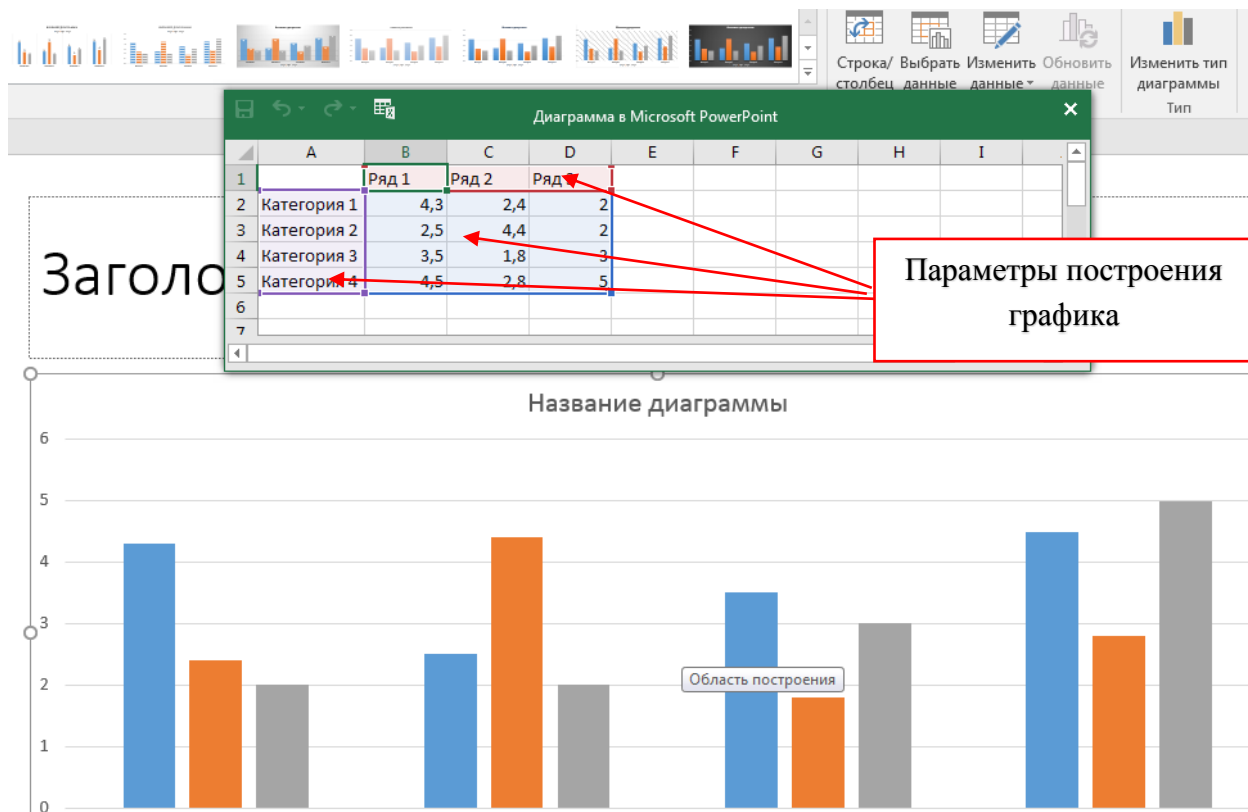 Строка/ Выбрать Изменить Обновить Изменить тип
столбец данные данные данные диаграммы
Тип
Диаграмма в Microsoft PowerPoint
A B C D E F G H I
1 Ряд 1 Ряд 2 Ряд
2 Категория 1 4,3 2,4 2
3 Категория 2 2,5 4,4 2
4 Категория 3 3,5 1,8 3
5 Категория 4 4,5 2,8 5
6
7
Заголо
Параметры построения
графика
Название диаграммы
6
5
4
3
Область построения
2
1
0